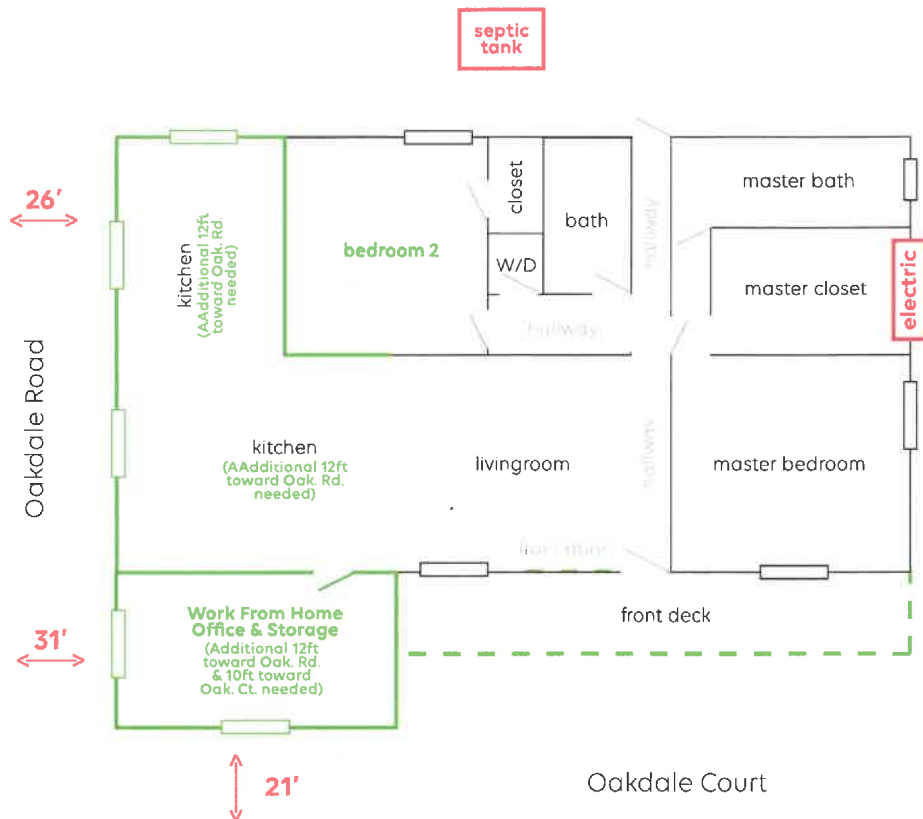 septic
tank
26'
kitchen
(AAdditional 12ft
toward Oak. Rd.
needed)
bedroom 2
closet
W/D
bath
hallway
master bath
master closet
electric
hallway
Oakdale Road
kitchen
(AAdditional 12ft
toward Oak. Rd.
needed)
livingroom
hallway
master bedroom
front door
front deck
Work From Home
Office & Storage
(Additional 12ft
toward Oak. Rd.
& 10ft toward
Oak. Ct. needed)
31'
21'
Oakdale Court